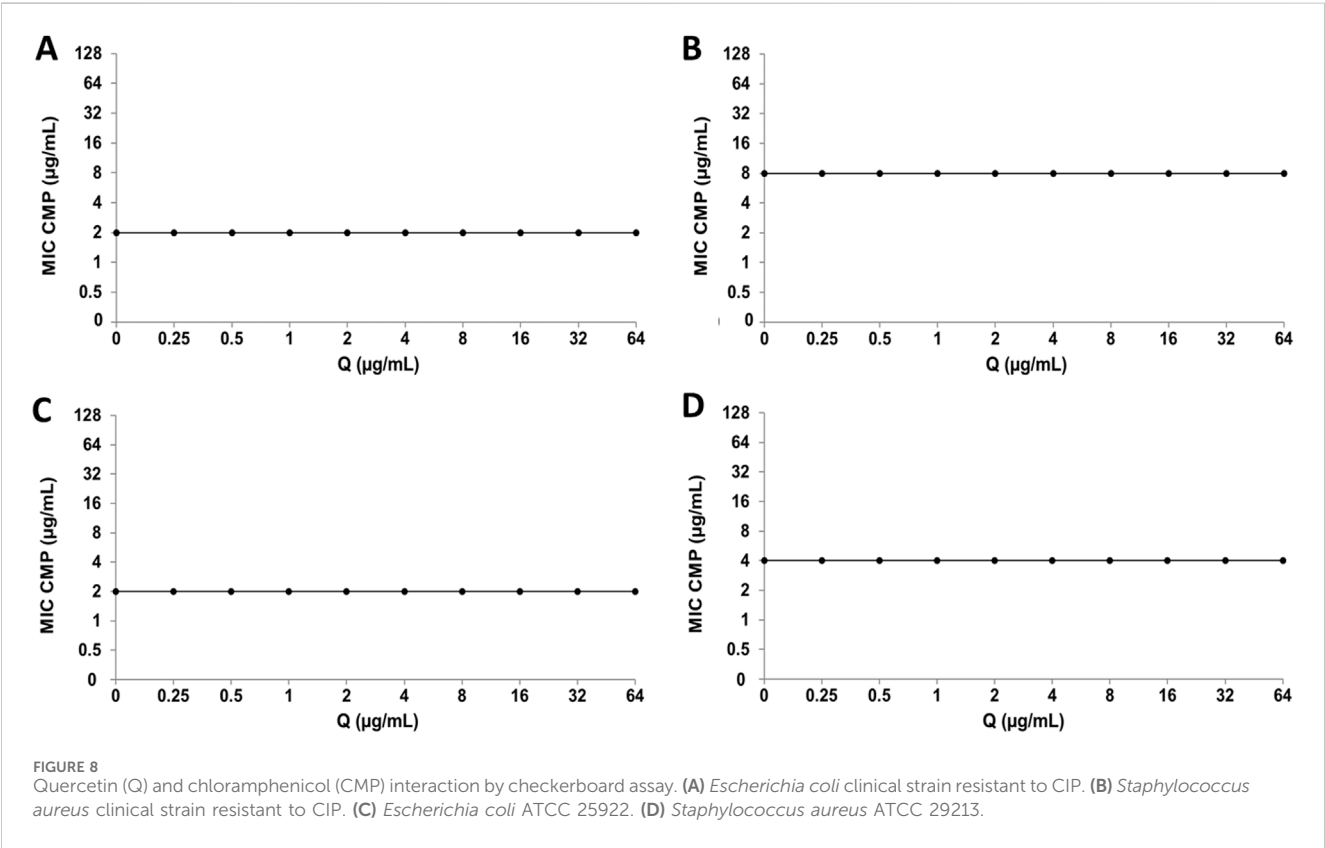 A
128
64
32
16
8
4
2
1
0.5
0
MIC CMP (µg/mL)
0 0.25 0.5 1 2 4 8 16 32 64
Q (µg/mL)
B
128
64
32
16
8
4
2
1
0.5
0
MIC CMP (µg/mL)
0 0.25 0.5 1 2 4 8 16 32 64
Q (µg/mL)
C
128
64
32
16
8
4
2
1
0.5
0
MIC CMP (µg/mL)
0 0.25 0.5 1 2 4 8 16 32 64
Q (µg/mL)
D
128
64
32
16
8
4
2
1
0.5
0
MIC CMP (µg/mL)
0 0.25 0.5 1 2 4 8 16 32 64
Q (µg/mL)
FIGURE 8
Quercetin (Q) and chloramphenicol (CMP) interaction by checkerboard assay. (A) Escherichia coli clinical strain resistant to CIP. (B) Staphylococcus
aureus clinical strain resistant to CIP. (C) Escherichia coli ATCC 25922. (D) Staphylococcus aureus ATCC 29213.